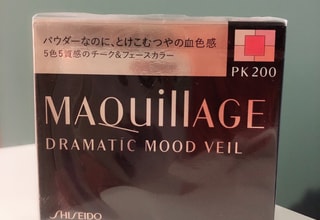 パウダーなのに、とけこむつやの血色感
5色5質感のチーク&フェースカラー
PK200
MAQuillAGE
DRAMATIC MOOD VEIL
SHISEIDO